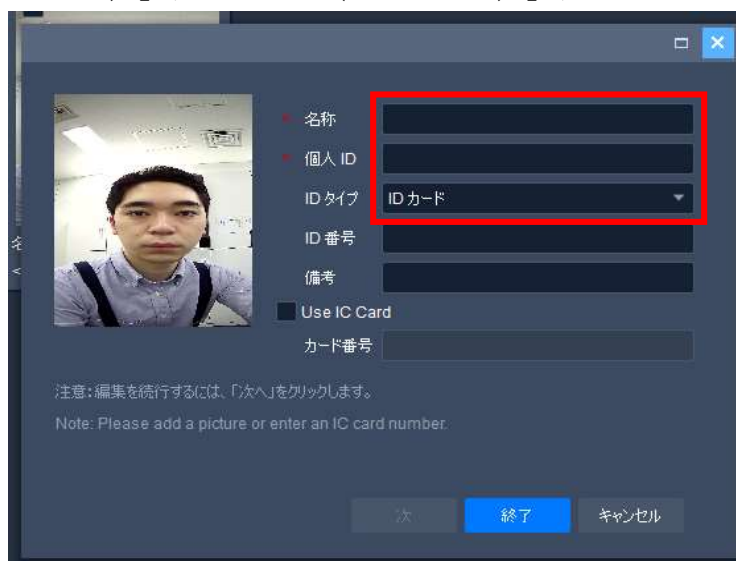 名称
個人 ID
ID タイプ
ID カード
ID 番号
備考
Use IC Card
カード番号
注意:編集を続行するには、「次へ」をクリックします。
Note: Please add a picture or enter an IC card number.
次
終了
キャンセル
名
<